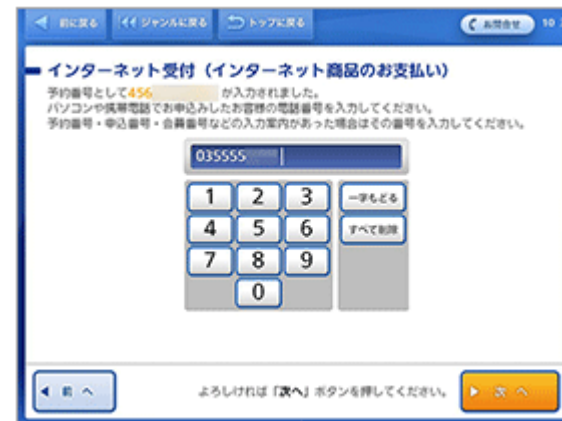 前に戻る
ジャンルに戻る
トップに戻る
お問合せ
10
インターネット受付（インターネット商品のお支払い）
予約番号として456 が入力されました。
パソコンや携帯電話でお申込みしたお客様の電話番号を入力してください。
予約番号・申込番号・会員番号などの入力案内があった場合はその番号を入力してください。
035555
1 2 3 一字もどる
4 5 6 すべて削除
7 8 9
0
前 へ
よろしければ「次へ」ボタンを押してください。
次 へ